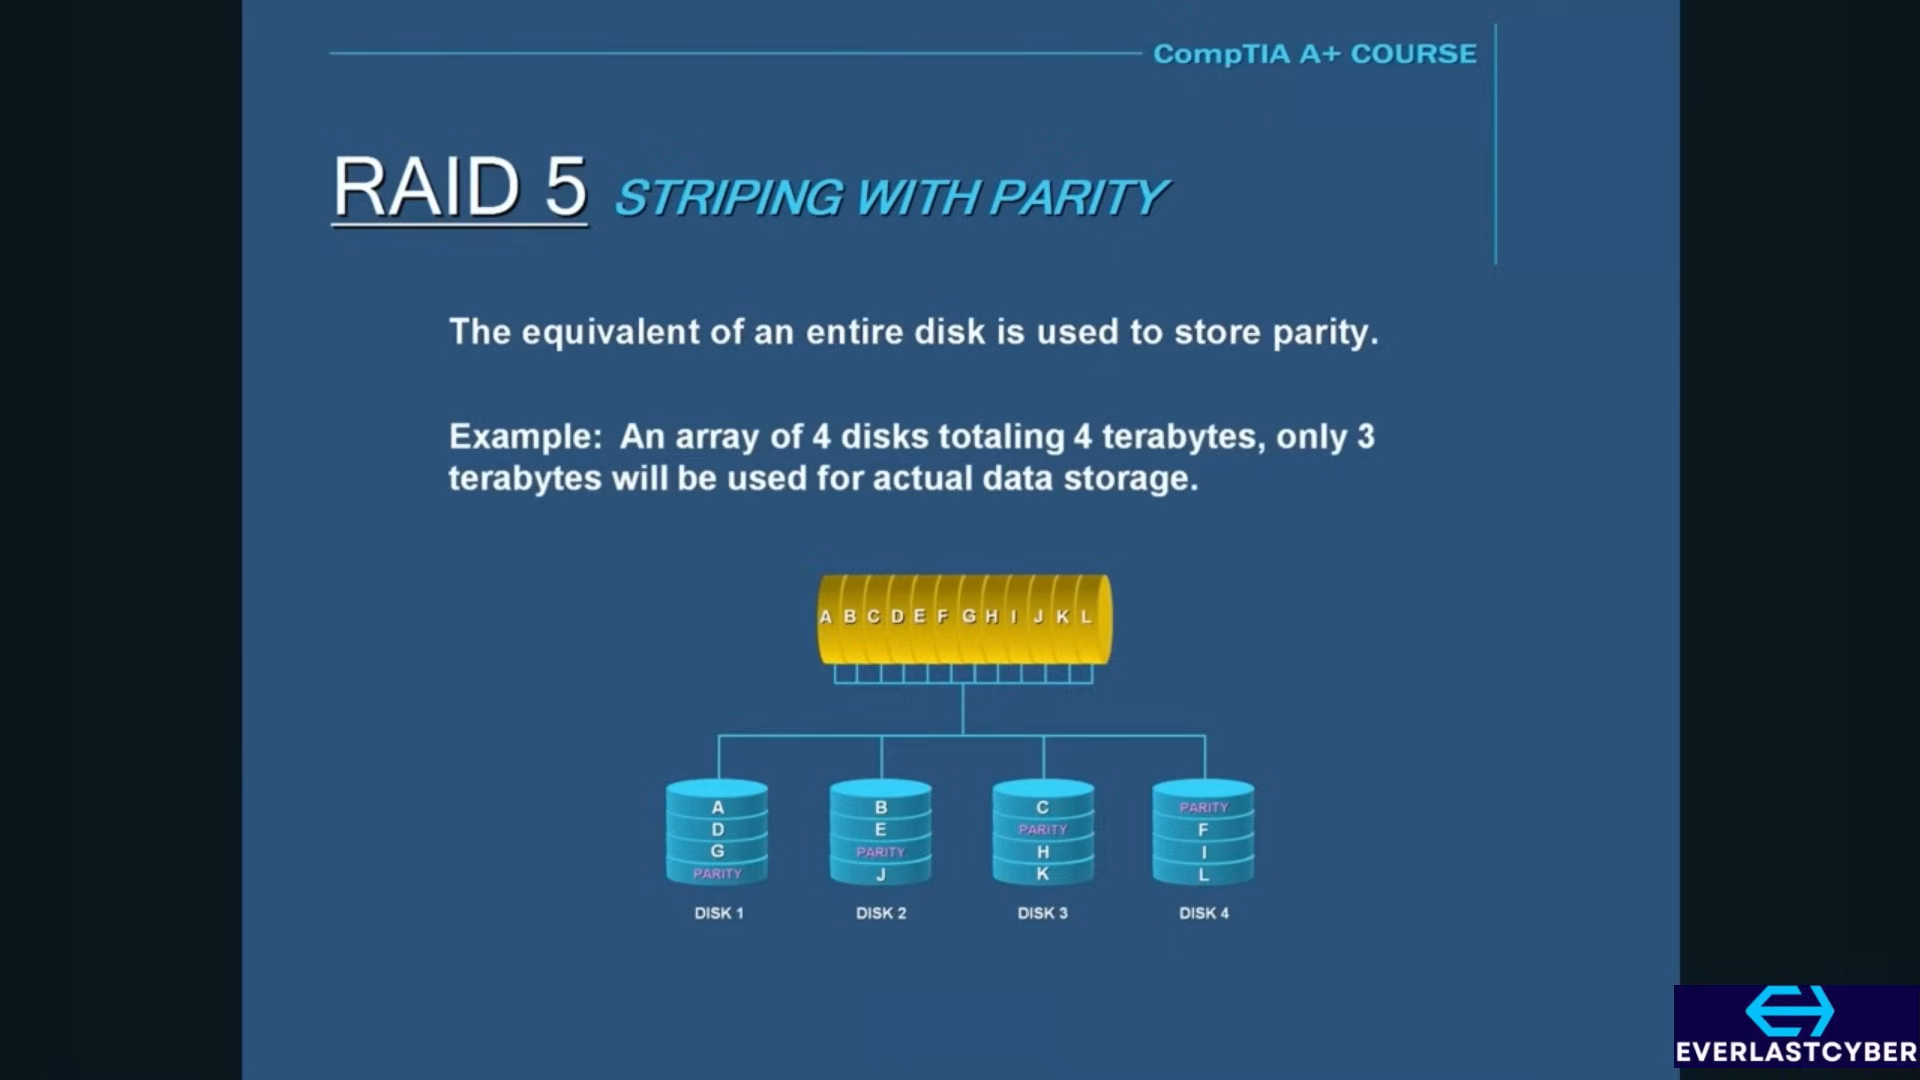 CompTIA A+ COURSE
RAID 5 STRIPING WITH PARITY
The equivalent of an entire disk is used to store parity.
Example: An array of 4 disks totaling 4 terabytes, only 3
terabytes will be used for actual data storage.
A B C D E F G H I J K L
A B C PARITY
D E PARITY F
G PARITY H I
PARITY J K L
DISK 1 DISK 2 DISK 3 DISK 4
EVERLASTCYBER